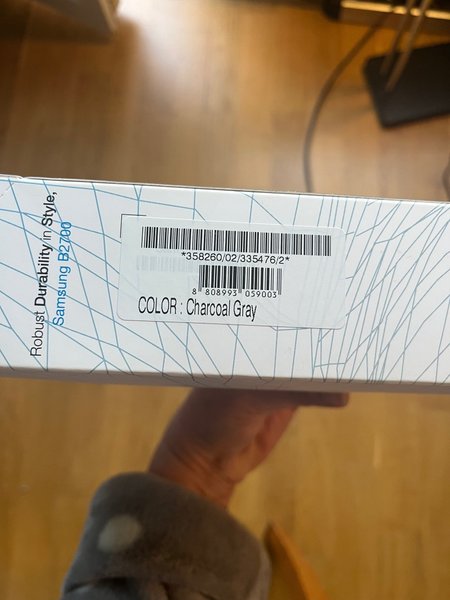 Robust Durability in Style,
Samsung B2700
*358260/02/335476/2*
8 808993 059003
COLOR : Charcoal Gray